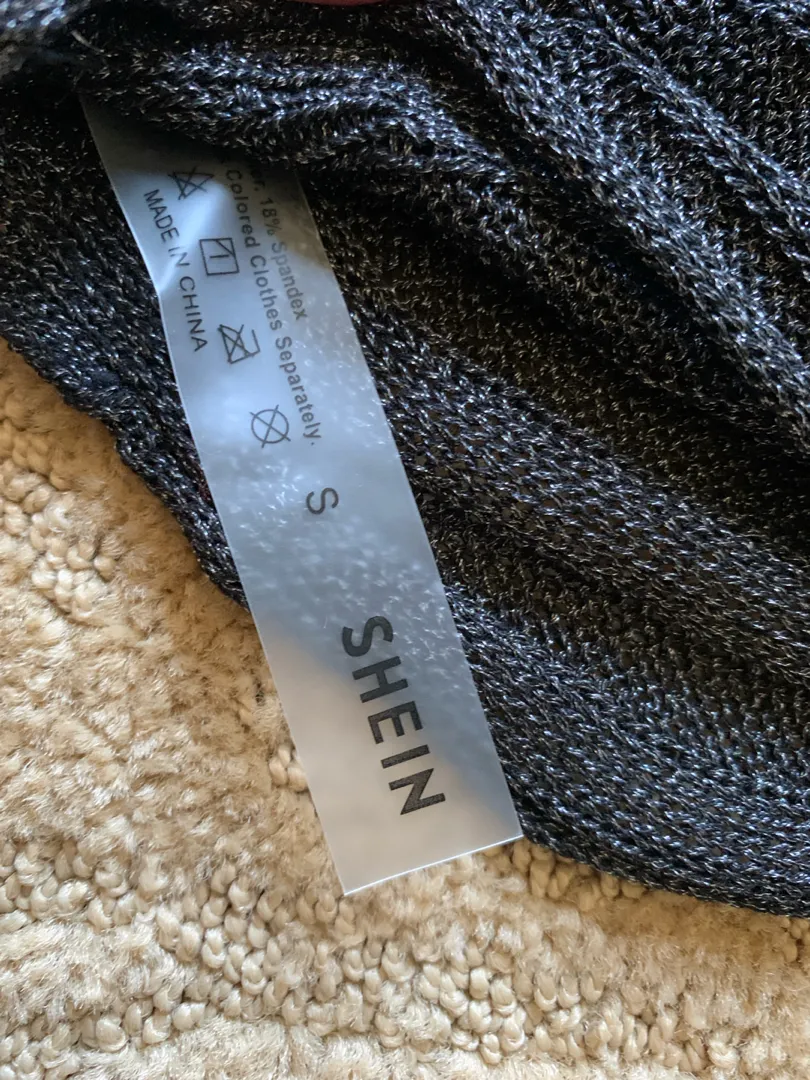 18% Spandex
Colored Clothes Separately.
MADE IN CHINA
S
SHEIN